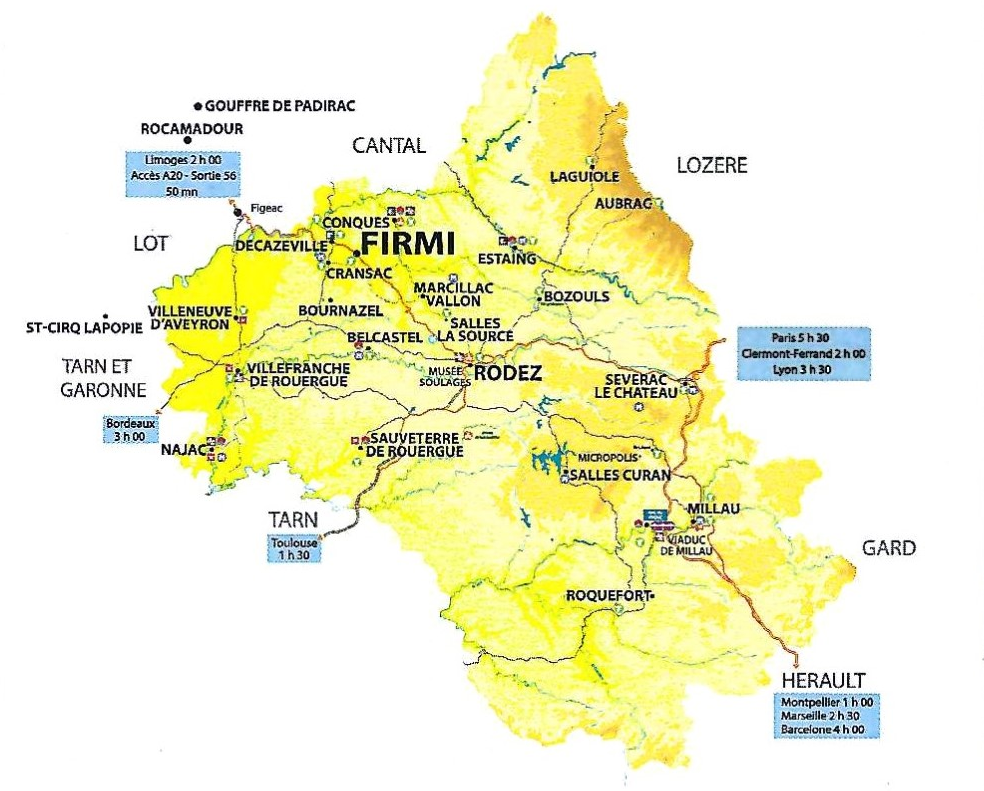 GOUFFRE DE PADIRAC
ROCAMADOUR
Limoges 2 h 00
Accès A20 - Sortie 56
50 mn
CANTAL
LOZERE
LAGUIOLE
AUBRAC
Figeac
CONQUES
LOT
DECAZEVILLE
FIRMI
ESTAING
CRANSAC
MARCILLAC
VALLON
BOZOULS
BOURNAZEL
VILLENEUVE
D'AVEYRON
ST-CIRQ LAPOPIE
SALLES
LA SOURCE
BELCASTEL
Paris 5 h 30
Clermont-Ferrand 2 h 00
Lyon 3 h 30
TARN ET
GARONNE
VILLEFRANCHE
DE ROUERGUE
MUSÉE
SOULAGES
RODEZ
SEVERAC
LE CHATEAU
Bordeaux
3 h 00
NAJAC
SAUVETERRE
DE ROUERGUE
MICROPOLIS
SALLES CURAN
TARN
Toulouse
1 h 30
MILLAU
VIADUC
DE MILLAU
GARD
ROQUEFORT
HERAULT
Montpellier 1 h 00
Marseille 2 h 30
Barcelone 4 h 00